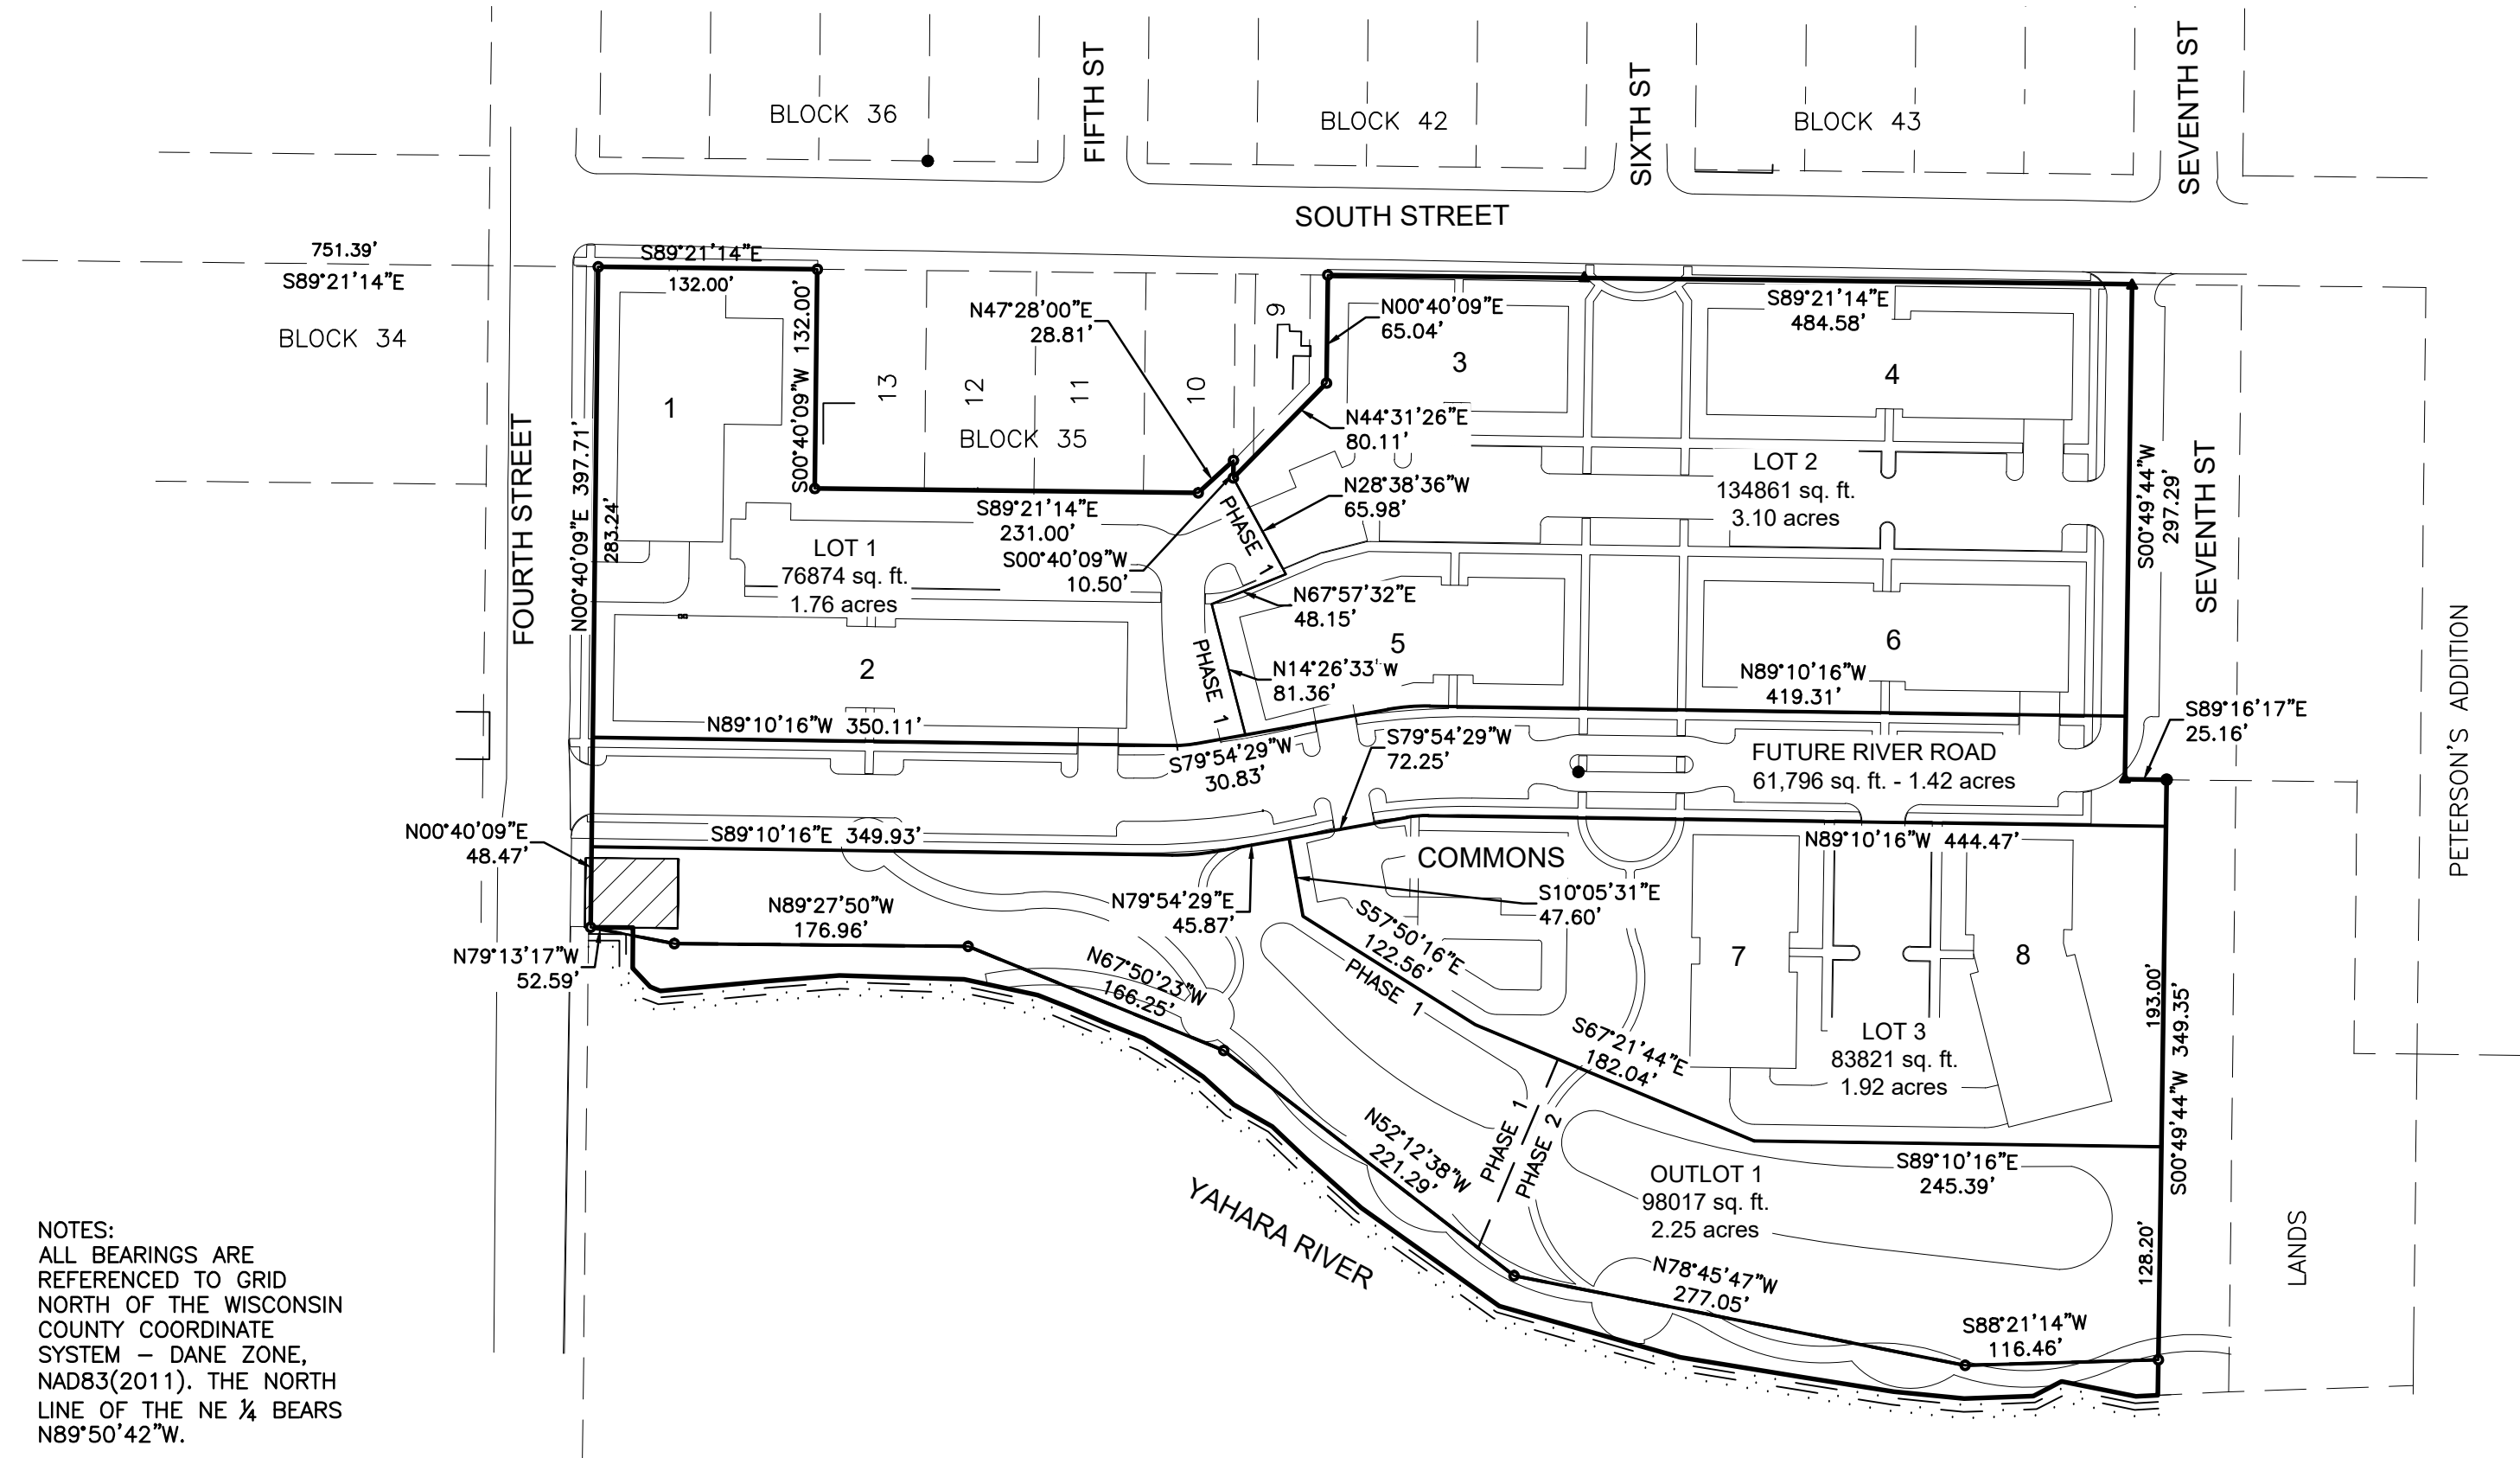 BLOCK 36
FIFTH ST
BLOCK 42
SIXTH ST
BLOCK 43
SEVENTH ST
SOUTH STREET
751.39'
S89°21'14"E
BLOCK 34
S89°21'14"E
132.00'
S00°40'09"W 132.00'
1
13
12
11
10
9
BLOCK 35
N47°28'00"E
28.81'
N00°40'09"E
65.04'
3
S89°21'14"E
484.58'
4
N44°31'26"E
80.11'
N28°38'36"W
65.98'
LOT 2
134861 sq. ft.
3.10 acres
S00°49'44"W
297.29'
SEVENTH ST
FOURTH STREET
N00°40'09"E 397.71'
283.24'
S89°21'14"E
231.00'
S00°40'09"W
10.50'
PHASE 1
LOT 1
76874 sq. ft.
1.76 acres
N67°57'32"E
48.15'
5
6
2
PHASE 1
N14°26'33"W
81.36'
N89°10'16"W
419.31'
N89°10'16"W 350.11'
S79°54'29"W
30.83'
S79°54'29"W
72.25'
S89°16'17"E
25.16'
PETERSON'S ADDITION
FUTURE RIVER ROAD
61,796 sq. ft. - 1.42 acres
N00°40'09"E
48.47'
S89°10'16"E 349.93'
N89°10'16"W 444.47'
COMMONS
N89°27'50"W
176.96'
N79°54'29"E
45.87'
S10°05'31"E
47.60'
N79°13'17"W
52.59'
N67°50'23"W
166.25'
S57°50'16"E
122.56'
PHASE 1
7
8
193.00'
S00°49'44"W 349.35'
LOT 3
83821 sq. ft.
1.92 acres
S67°21'44"E
182.04'
PHASE 1
PHASE 2
N52°12'38"W
221.29'
YAHARA RIVER
OUTLOT 1
98017 sq. ft.
2.25 acres
S89°10'16"E
245.39'
128.20'
LANDS
N78°45'47"W
277.05'
S88°21'14"W
116.46'
NOTES:
ALL BEARINGS ARE
REFERENCED TO GRID
NORTH OF THE WISCONSIN
COUNTY COORDINATE
SYSTEM – DANE ZONE,
NAD83(2011). THE NORTH
LINE OF THE NE ¼ BEARS
N89°50'42"W.